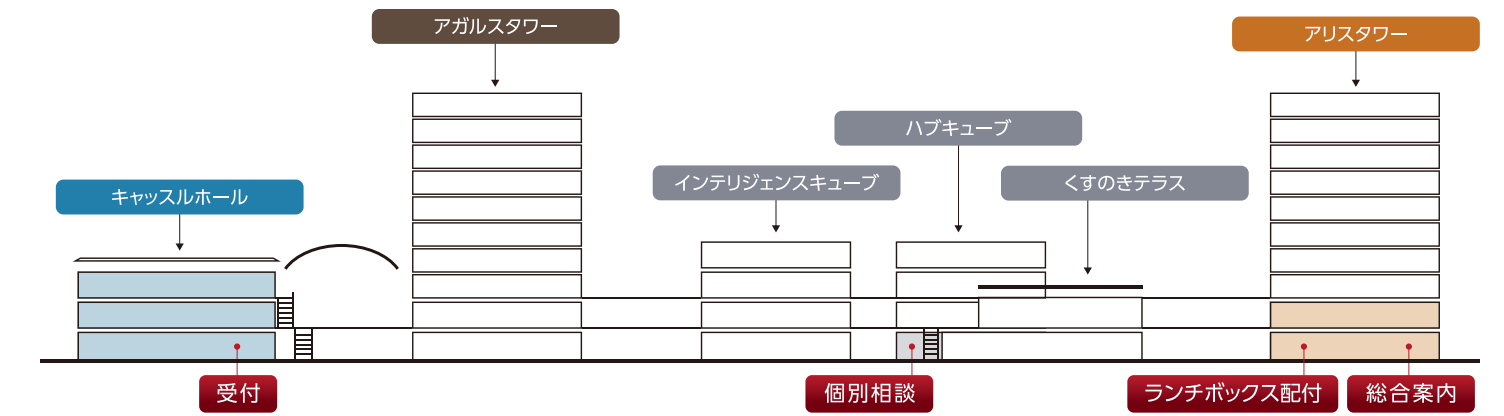 アガルスタワー
アリスタワー
ハブキューブ
インテリジェンスキューブ
くすのきテラス
キャッスルホール
受付
個別相談
ランチボックス配付
総合案内